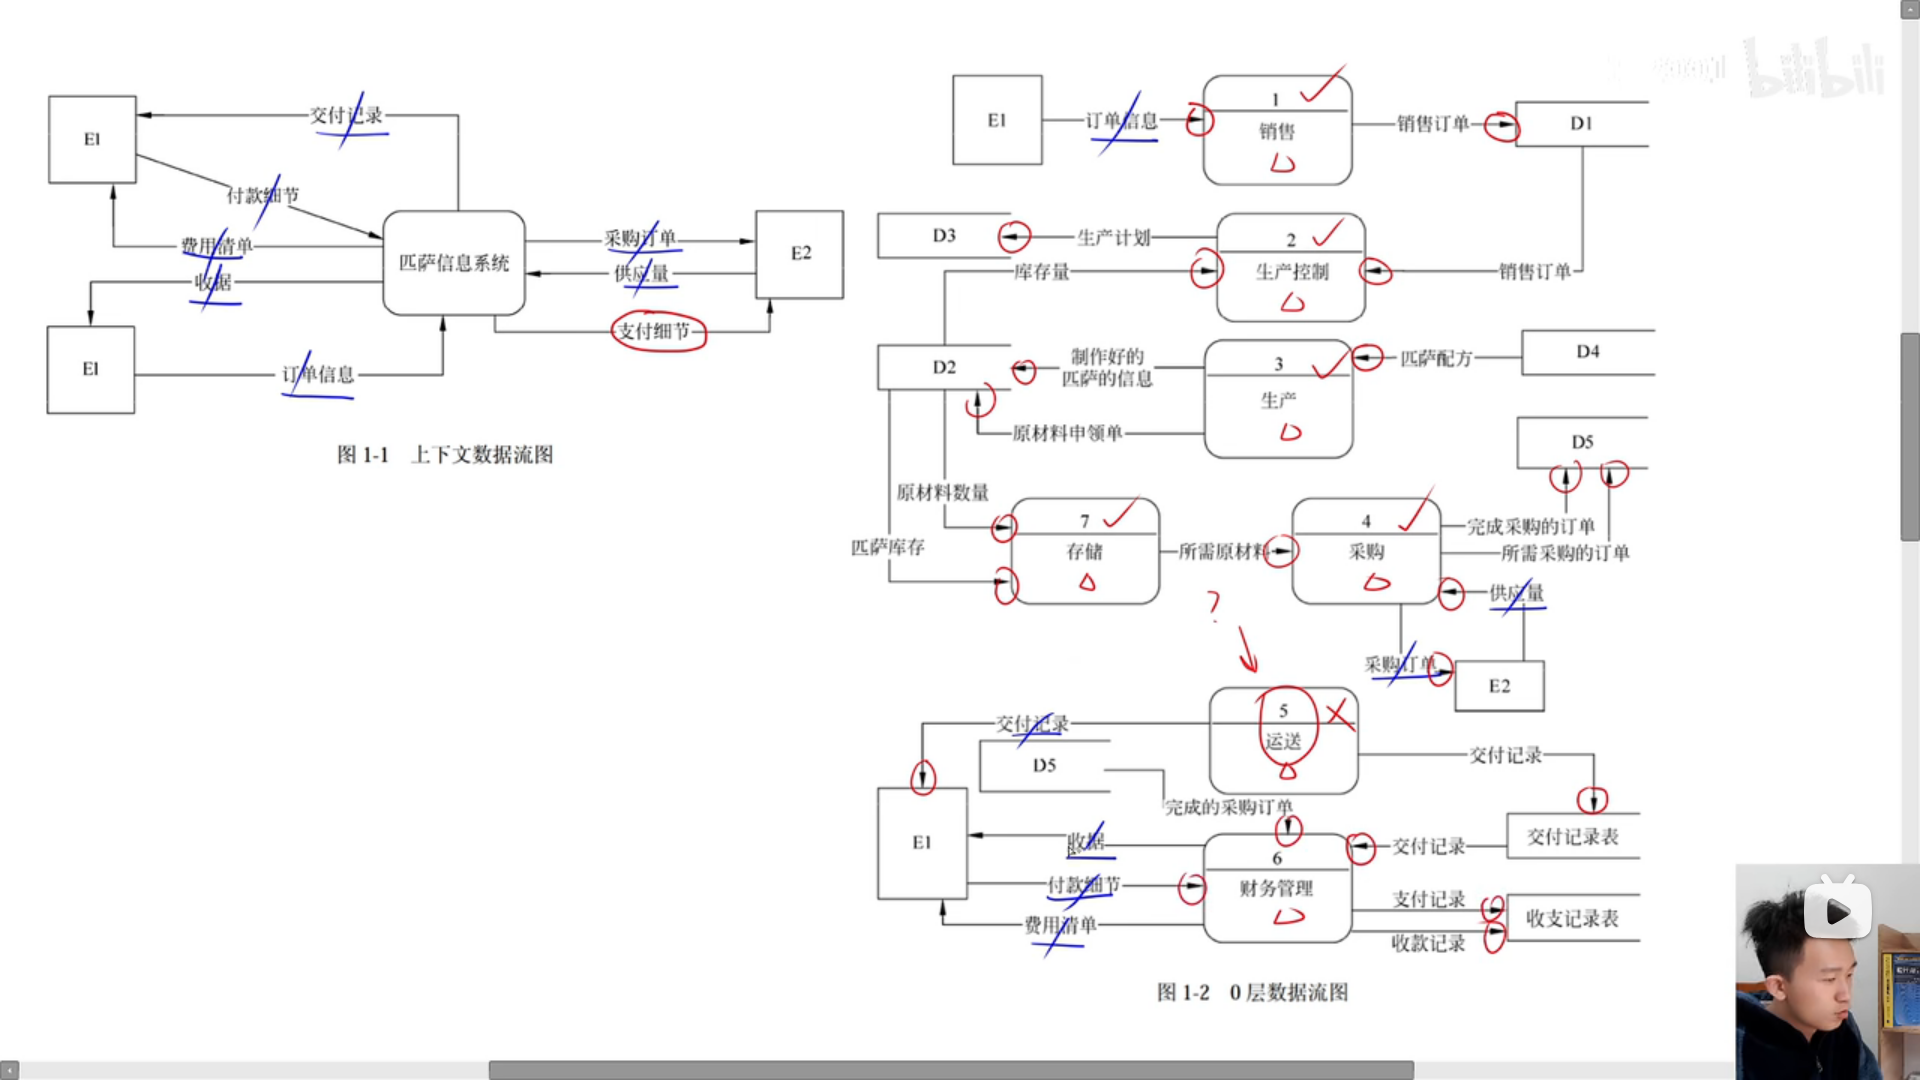 bilibili
E1
交付记录
付款细节
费用清单
收据
E1
订单信息
匹萨信息系统
采购订单
供应量
支付细节
E2
图 1-1 上下文数据流图
E1
订单信息
1
销售
销售订单
D1
D3
生产计划
2
生产控制
库存量
销售订单
D2
制作好的
匹萨的信息
3
生产
匹萨配方
D4
原材料申领单
D5
原材料数量
匹萨库存
7
存储
所需原材料
4
采购
完成采购的订单
所需采购的订单
供应量
采购订单
E2
?
5
运送
交付记录
交付记录
D5
完成的采购订单
E1
收据
付款细节
费用清单
6
财务管理
交付记录
交付记录表
支付记录
收款记录
收支记录表
图 1-2 0 层数据流图